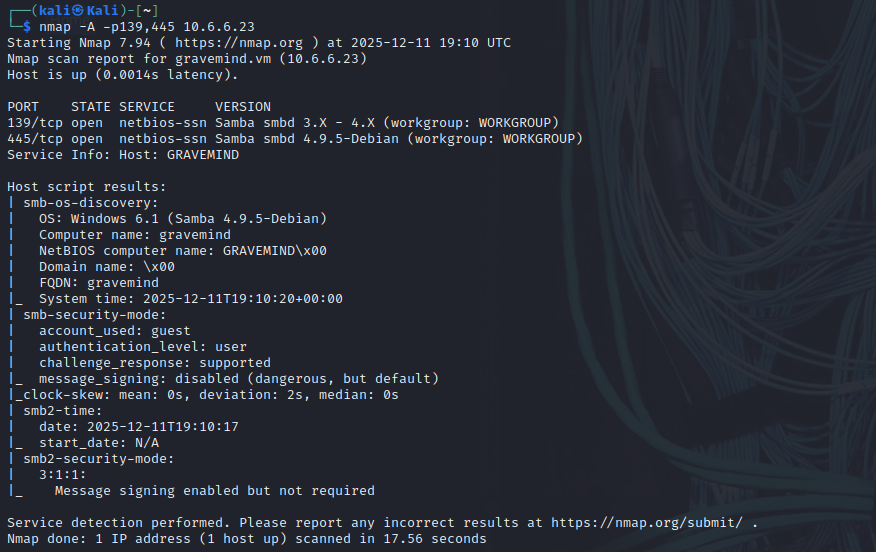 ┌──(kali㉿Kali)-[~]
└─$ nmap -A -p139,445 10.6.6.23
Starting Nmap 7.94 ( https://nmap.org ) at 2025-12-11 19:10 UTC
Nmap scan report for gravemind.vm (10.6.6.23)
Host is up (0.0014s latency).

PORT    STATE SERVICE     VERSION
139/tcp open  netbios-ssn Samba smbd 3.X - 4.X (workgroup: WORKGROUP)
445/tcp open  netbios-ssn Samba smbd 4.9.5-Debian (workgroup: WORKGROUP)
Service Info: Host: GRAVEMIND

Host script results:
| smb-os-discovery:
|   OS: Windows 6.1 (Samba 4.9.5-Debian)
|   Computer name: gravemind
|   NetBIOS computer name: GRAVEMIND\x00
|   Domain name: \x00
|   FQDN: gravemind
|_  System time: 2025-12-11T19:10:20+00:00
| smb-security-mode:
|   account_used: guest
|   authentication_level: user
|   challenge_response: supported
|_  message_signing: disabled (dangerous, but default)
|_clock-skew: mean: 0s, deviation: 2s, median: 0s
| smb2-time:
|   date: 2025-12-11T19:10:17
|_  start_date: N/A
| smb2-security-mode:
|   3:1:1:
|_    Message signing enabled but not required

Service detection performed. Please report any incorrect results at https://nmap.org/submit/ .
Nmap done: 1 IP address (1 host up) scanned in 17.56 seconds